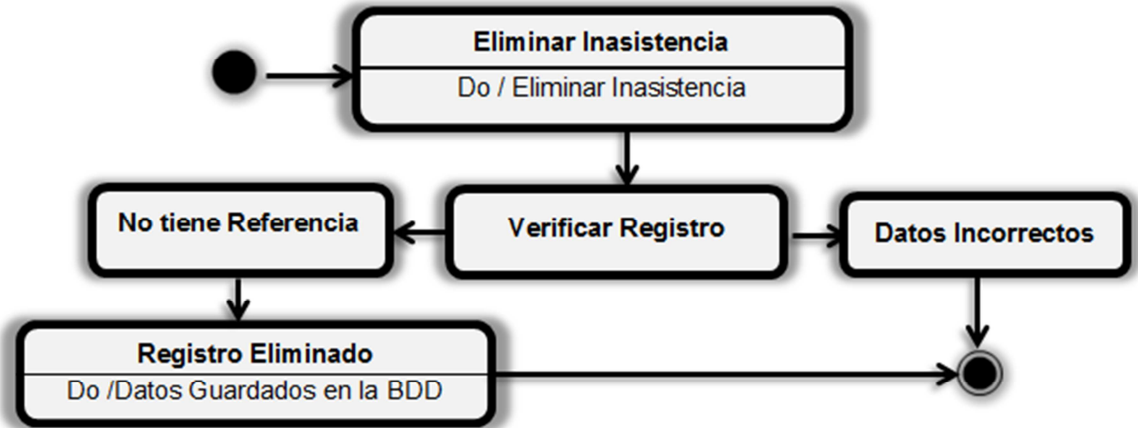 Eliminar Inasistencia
Do / Eliminar Inasistencia
No tiene Referencia
Verificar Registro
Datos Incorrectos
Registro Eliminado
Do /Datos Guardados en la BDD